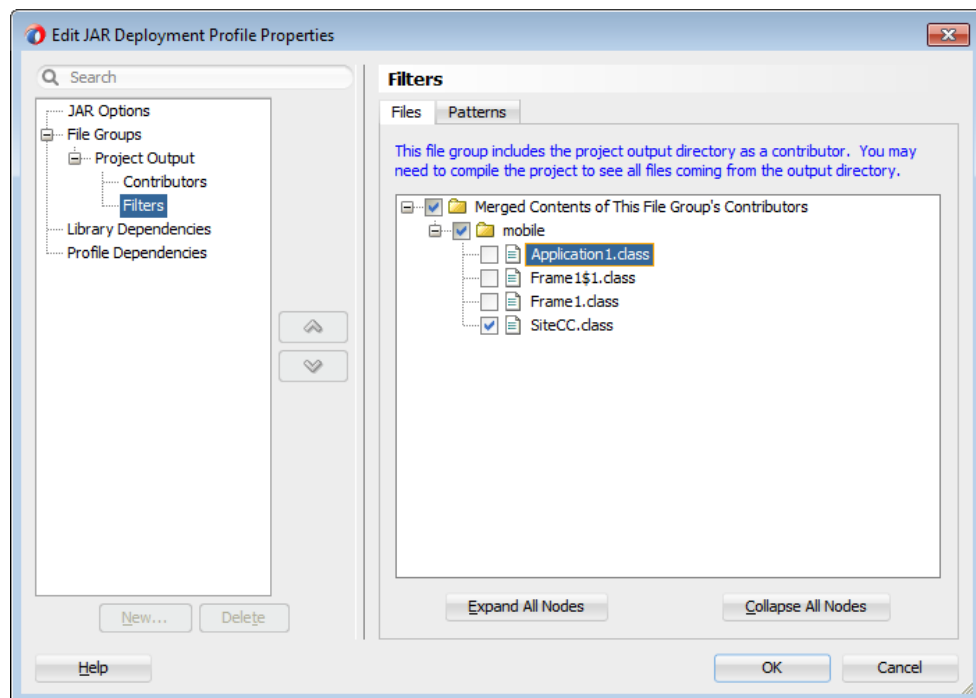 Edit JAR Deployment Profile Properties
Search
JAR Options
File Groups
Project Output
Contributors
Filters
Library Dependencies
Profile Dependencies
New...
Delete
Filters
Files
Patterns
This file group includes the project output directory as a contributor. You may
need to compile the project to see all files coming from the output directory.
Merged Contents of This File Group's Contributors
mobile
Application1.class
Frame1$1.class
Frame1.class
SiteCC.class
Expand All Nodes
Collapse All Nodes
Help
OK
Cancel